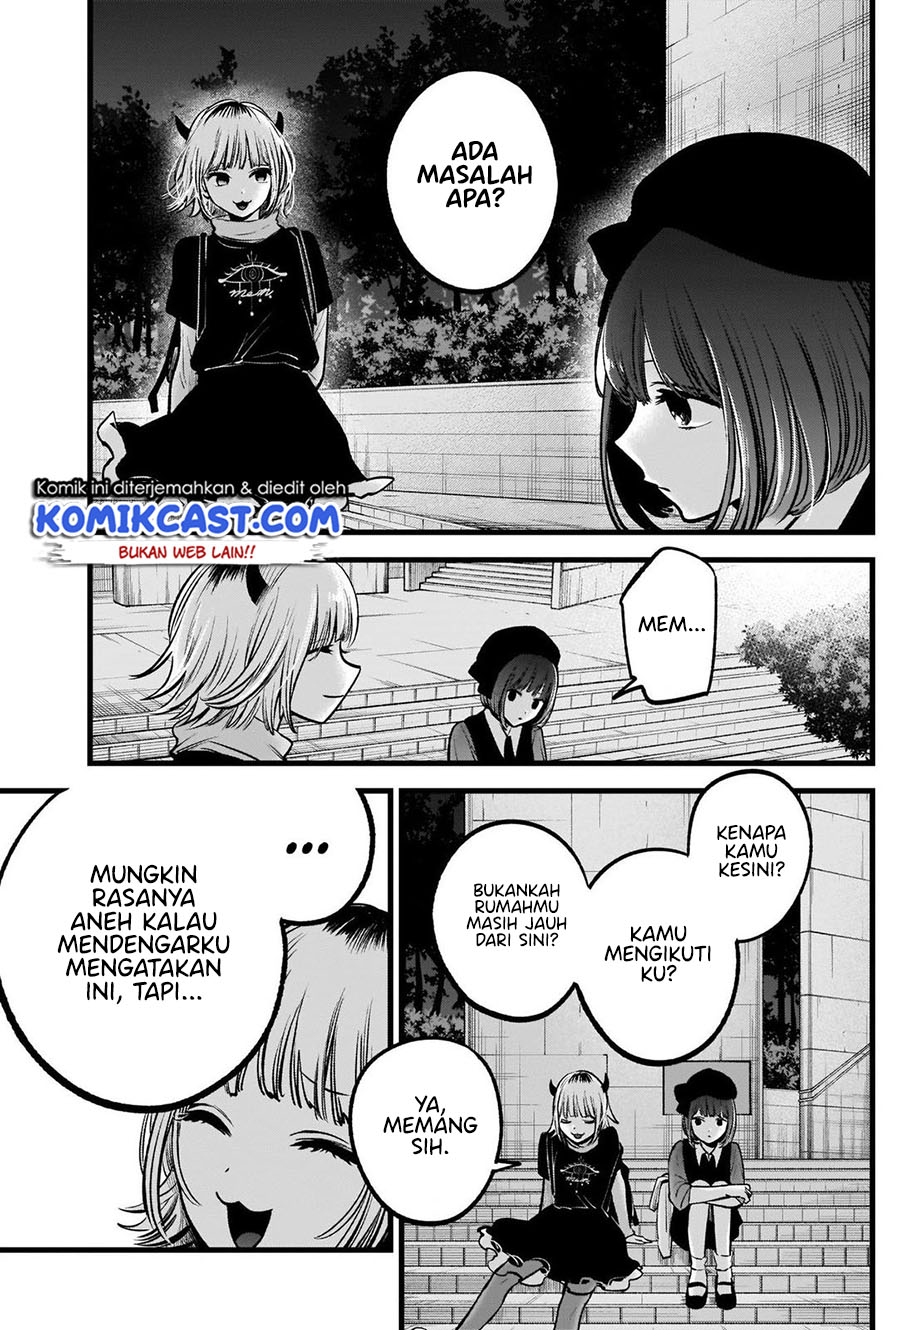 ADA
MASALAH
APA?
mem
Komik ini diterjemahkan & diedit oleh
KOMIKCAST.COM
BUKAN WEB LAIN!!
MEM...
KENAPA
KAMU
KESINI?
KAMU
MENGIKUTI
KU?
BUKANKAH
RUMAHMU
MASIH JAUH
DARI SINI?
YA,
MEMANG
SIH.
...
MUNGKIN
RASANYA
ANEH KALAU
MENDENGARKU
MENGATAKAN
INI, TAPI...